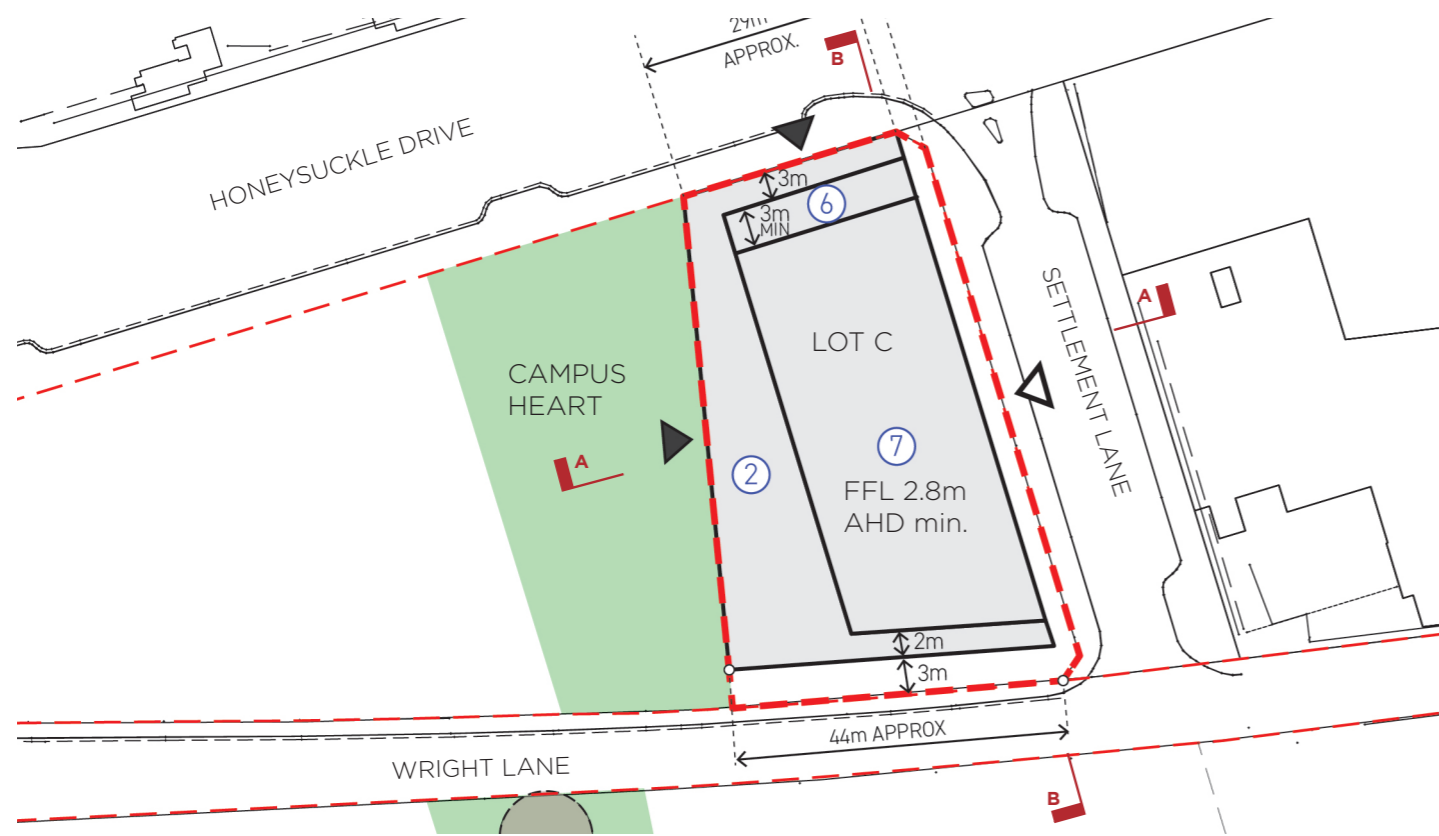 29m
APPROX.
B
HONEYSUCKLE DRIVE
3m
6
3m
MIN
SETTLEMENT LANE
A
LOT C
CAMPUS
HEART
A
2
7
FFL 2.8m
AHD min.
2m
3m
44m APPROX
WRIGHT LANE
B